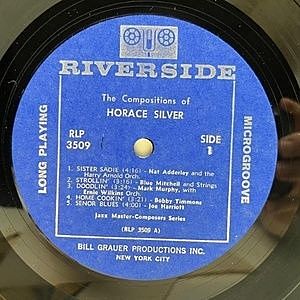 RIVERSIDE
The Compositions of
HORACE SILVER
LONG PLAYING
MICROGROOVE
RLP
3509
SIDE
1
1. SISTER SADIE (4:16) - Nat Adderley and the
Harry Arnold Orch.
2. STROLLIN' (3:16) - Blue Mitchell and Strings
3. DOODLIN' (3:24) - Mark Murphy, with
Ernie Wilkins Orch.
4. HOME COOKIN' (3:21) - Bobby Timmons
5. SENOR BLUES (4:00) - Joe Harriott
Jazz Master-Composers Series
(RLP 3509 A)
BILL GRAUER PRODUCTIONS INC.
NEW YORK CITY